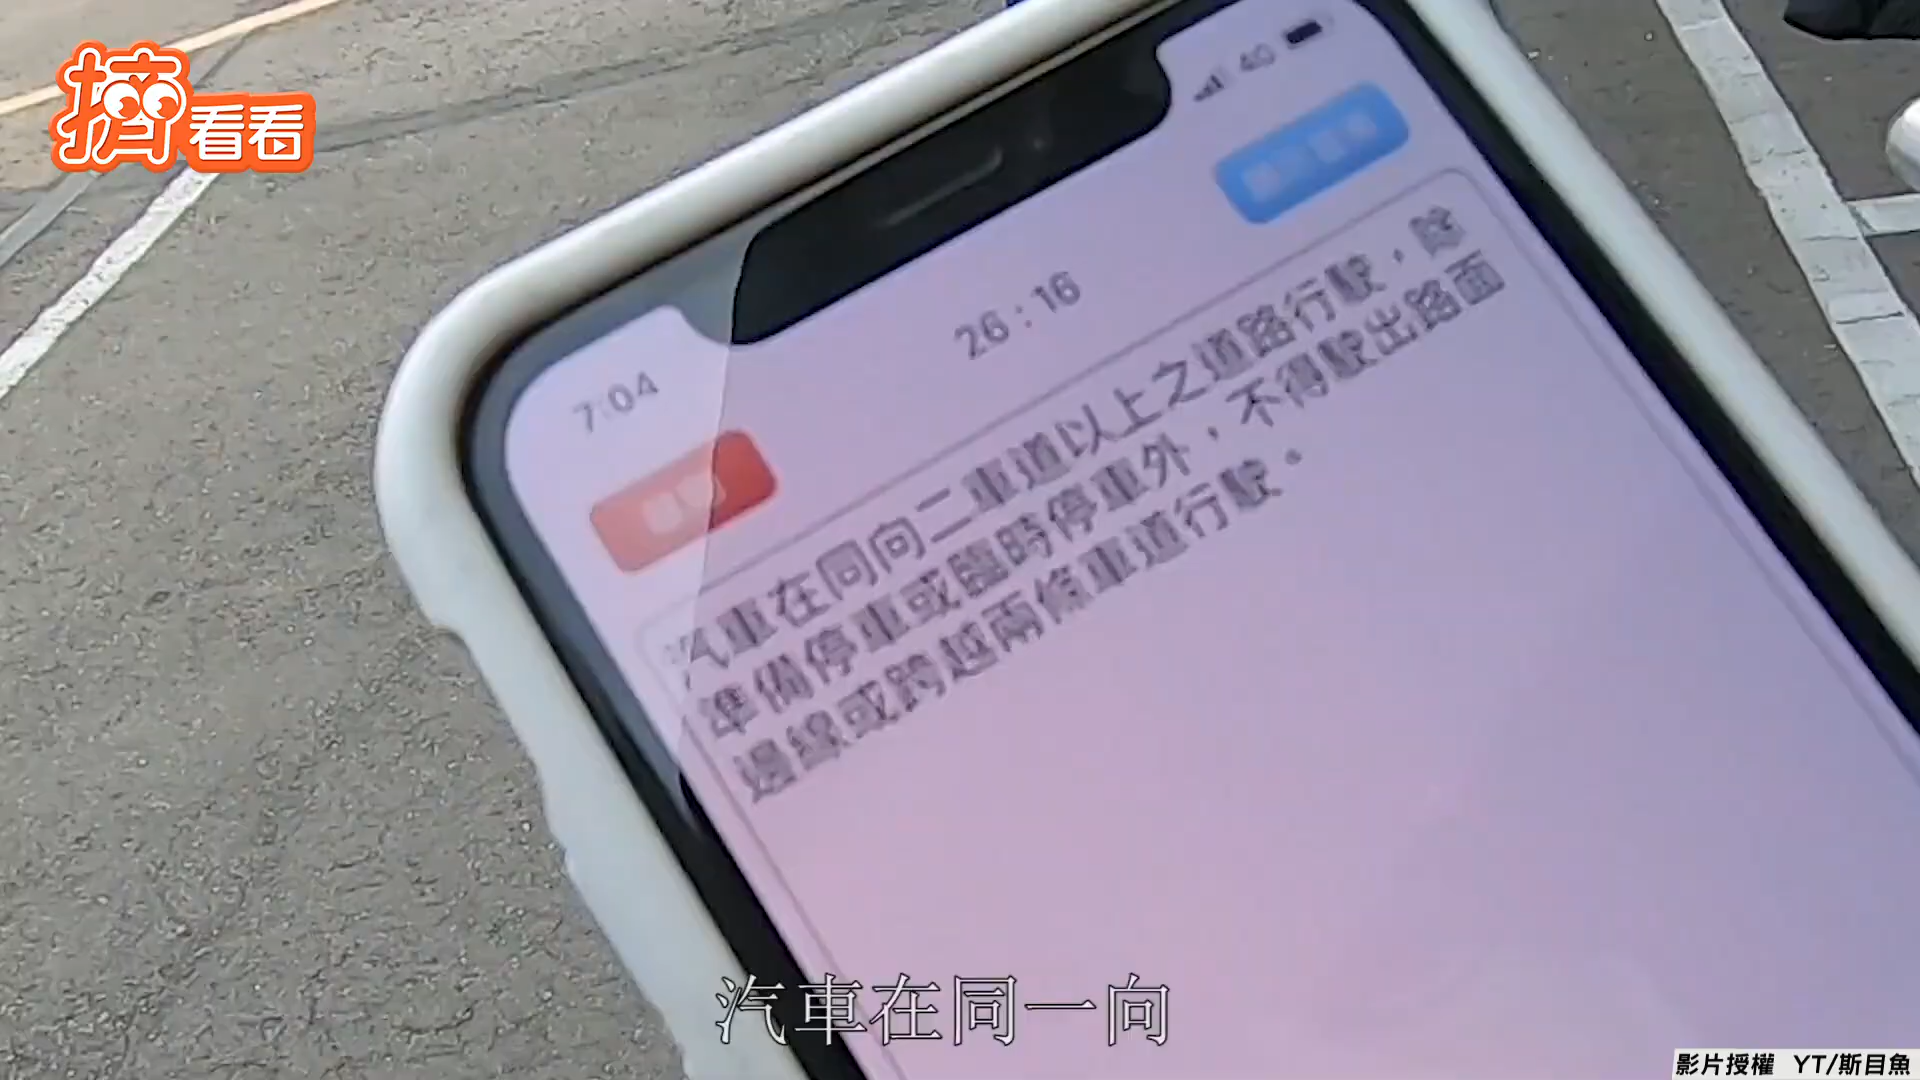 擠看看
4G
7:04
26:16
汽車在同向二車道以上之道路行駛，除
準備停車或臨時停車外，不得駛出路面
邊線或跨越兩條車道行駛。
汽車在同一向
影片授權 YT/斯目魚